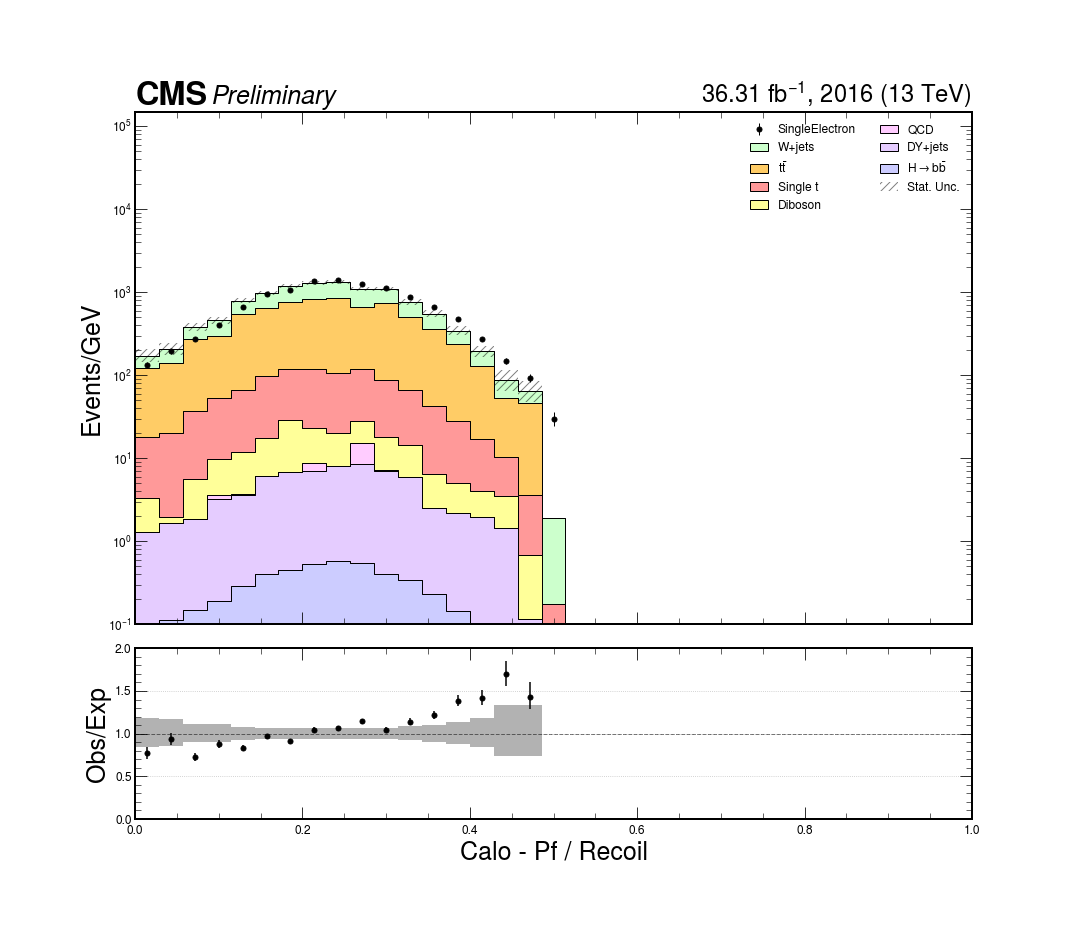 CMS Preliminary
36.31 fb⁻¹, 2016 (13 TeV)
SingleElectron
W+jets
tt̄
Single t
Diboson
QCD
DY+jets
H→bb̄
Stat. Unc.
Events/GeV
10⁵
10⁴
10³
10²
10¹
10⁰
10⁻¹
Obs/Exp
2.0
1.5
1.0
0.5
0.0
0.0 0.2 0.4 0.6 0.8 1.0
Calo - Pf / Recoil